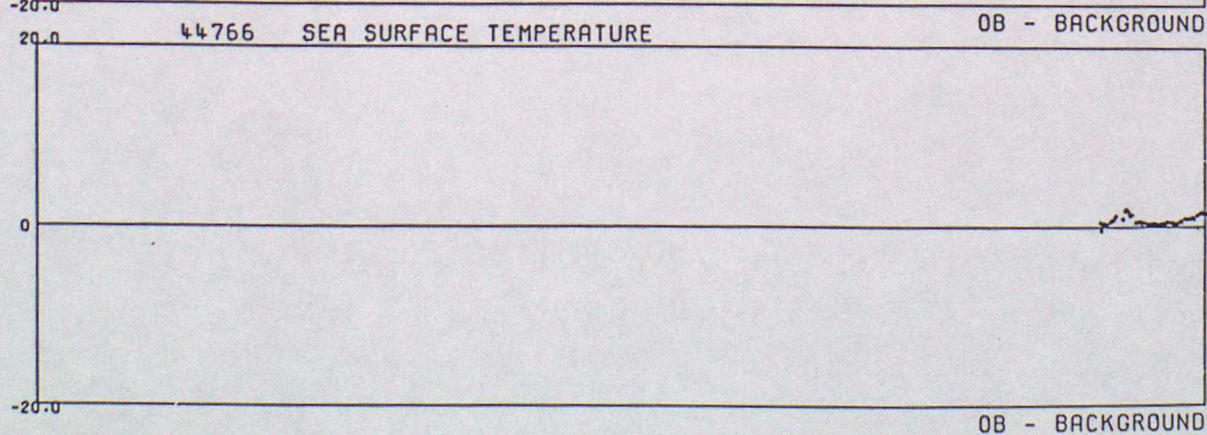 -20.0
44766 SEA SURFACE TEMPERATURE OB - BACKGROUND
20.0
0
-20.0
OB - BACKGROUND